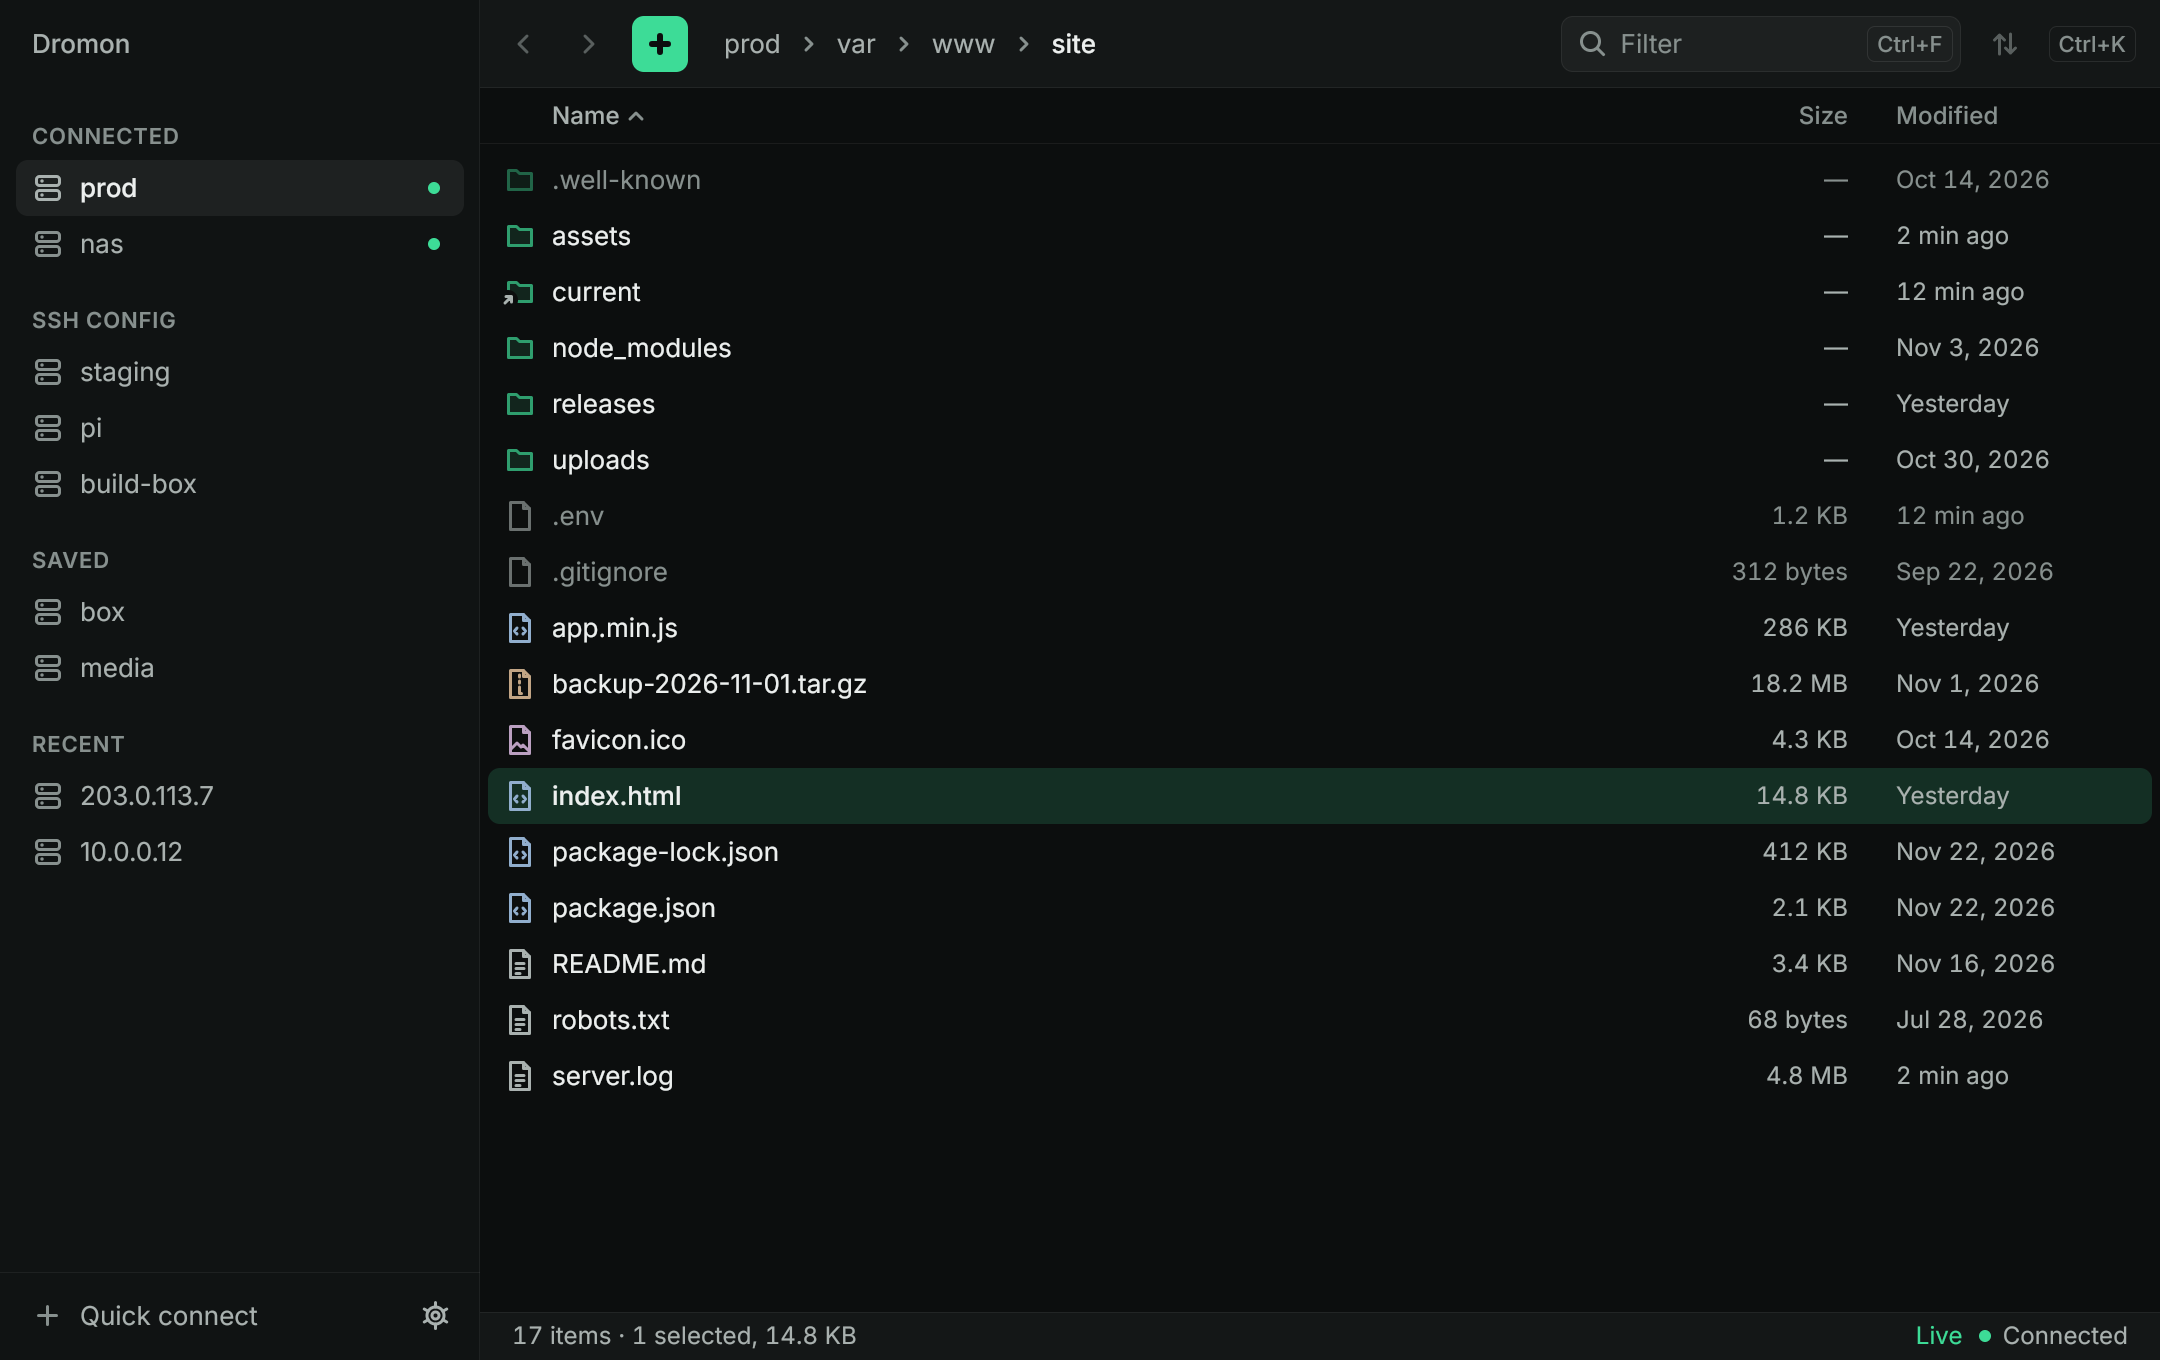 Dromon
prod var www site Filter Ctrl+F Ctrl+K
CONNECTED
prod
nas
SSH CONFIG
staging
pi
build-box
SAVED
box
media
RECENT
203.0.113.7
10.0.0.12
Quick connect
Name Size Modified
.well-known — Oct 14, 2026
assets — 2 min ago
current — 12 min ago
node_modules — Nov 3, 2026
releases — Yesterday
uploads — Oct 30, 2026
.env 1.2 KB 12 min ago
.gitignore 312 bytes Sep 22, 2026
app.min.js 286 KB Yesterday
backup-2026-11-01.tar.gz 18.2 MB Nov 1, 2026
favicon.ico 4.3 KB Oct 14, 2026
index.html 14.8 KB Yesterday
package-lock.json 412 KB Nov 22, 2026
package.json 2.1 KB Nov 22, 2026
README.md 3.4 KB Nov 16, 2026
robots.txt 68 bytes Jul 28, 2026
server.log 4.8 MB 2 min ago
17 items · 1 selected, 14.8 KB Live Connected